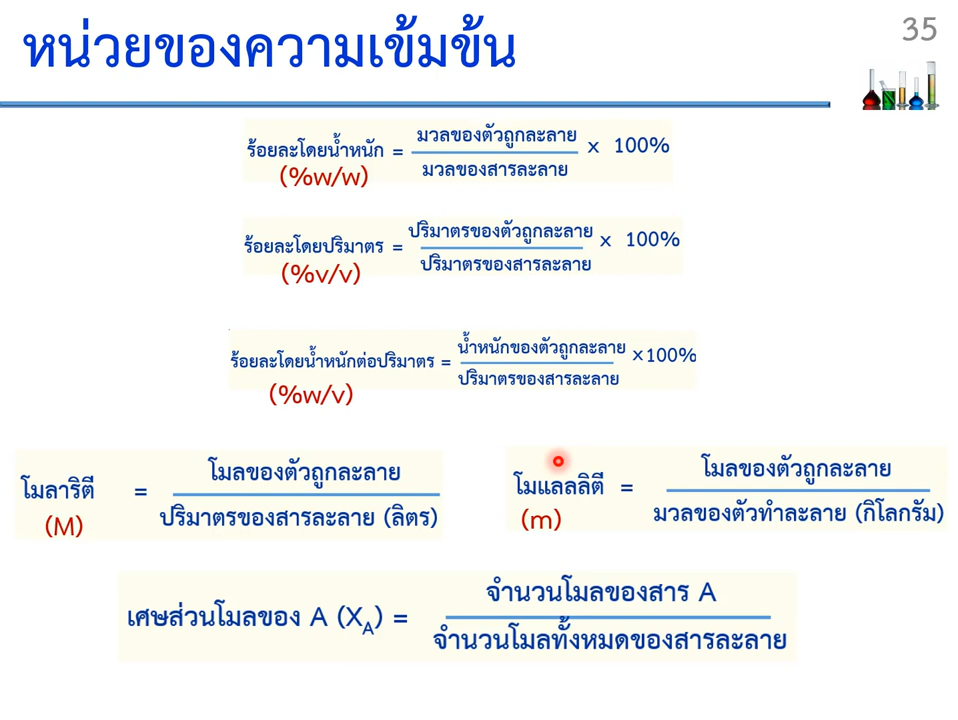 35
หน่วยของความเข้มข้น
มวลของตัวถูกละลาย
ร้อยละโดยน้ำหนัก = x 100%
มวลของสารละลาย
(%w/w)
ปริมาตรของตัวถูกละลาย
ร้อยละโดยปริมาตร = x 100%
ปริมาตรของสารละลาย
(%v/v)
น้ำหนักของตัวถูกละลาย
ร้อยละโดยน้ำหนักต่อปริมาตร = x 100%
ปริมาตรของสารละลาย
(%w/v)
โมลของตัวถูกละลาย
โมลาริตี =
ปริมาตรของสารละลาย (ลิตร)
(M)
โมลของตัวถูกละลาย
โมแลลลิตี =
มวลของตัวทำละลาย (กิโลกรัม)
(m)
จำนวนโมลของสาร A
เศษส่วนโมลของ A (XA) =
จำนวนโมลทั้งหมดของสารละลาย